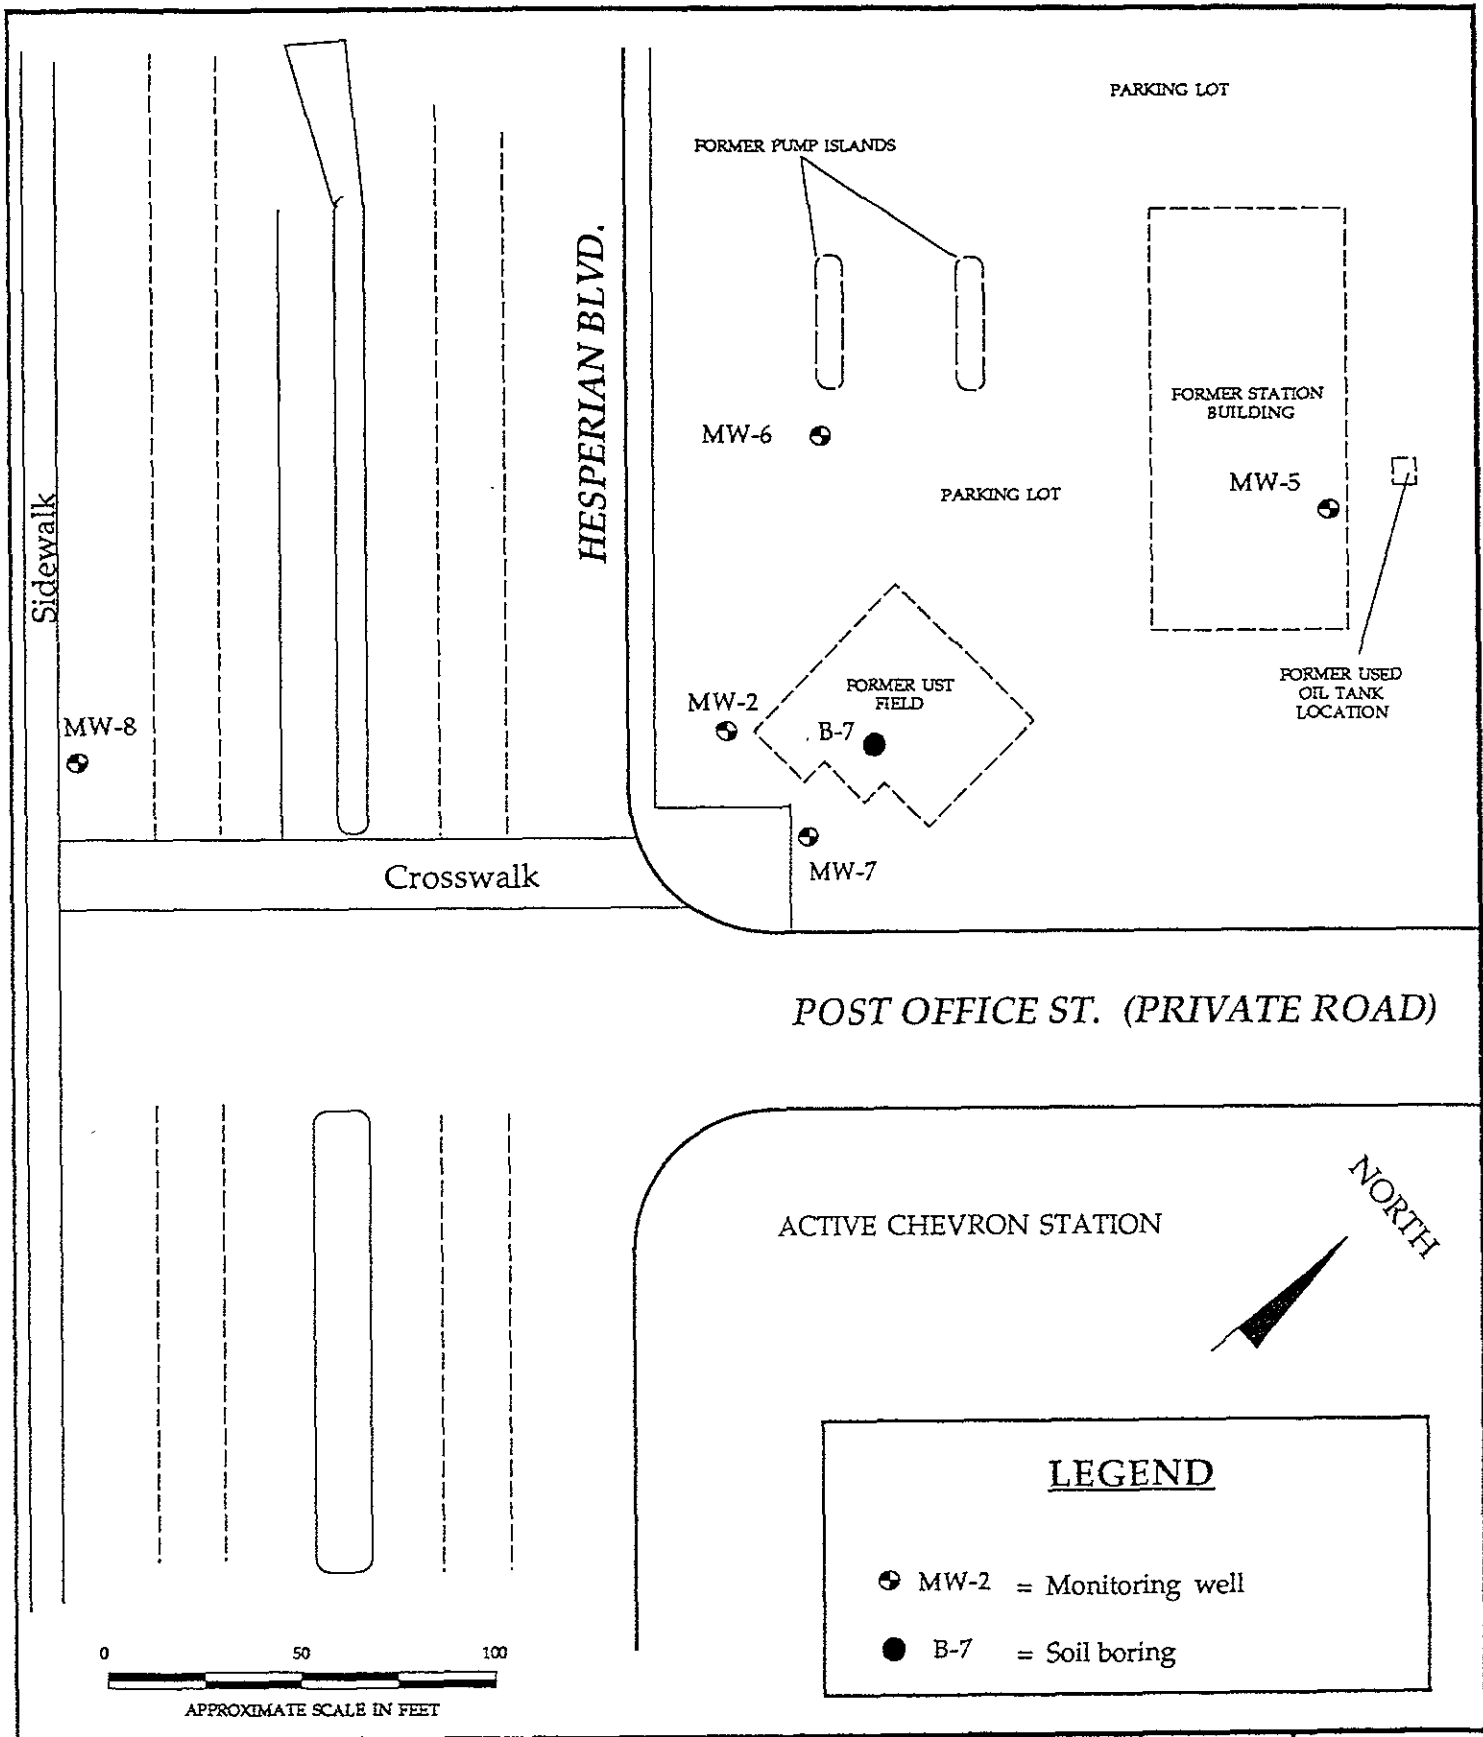 PARKING LOT
FORMER PUMP ISLANDS
HESPERIAN BLVD.
FORMER STATION
BUILDING
MW-6
MW-5
PARKING LOT
Sidewalk
FORMER USED
OIL TANK
LOCATION
FORMER UST
FIELD
MW-2
B-7
MW-8
MW-7
Crosswalk
POST OFFICE ST. (PRIVATE ROAD)
NORTH
ACTIVE CHEVRON STATION
LEGEND
MW-2 = Monitoring well
B-7 = Soil boring
0 50 100
APPROXIMATE SCALE IN FEET